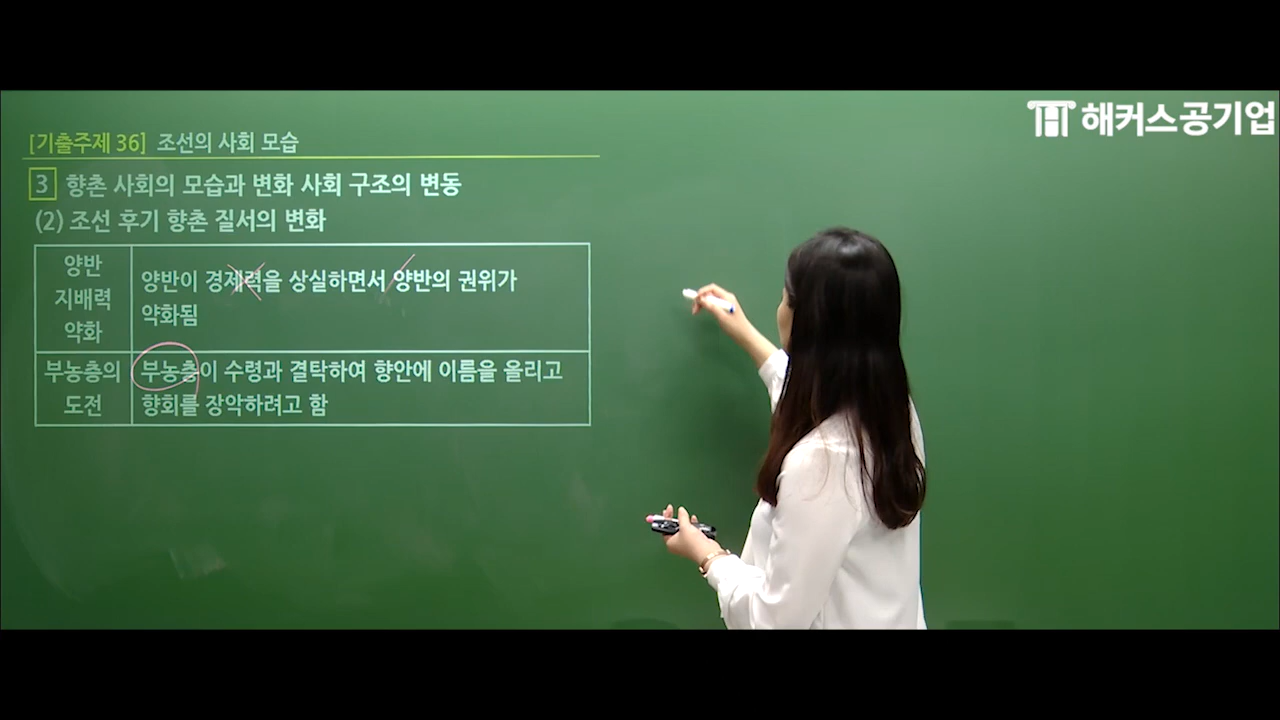 해커스공기업
[기출주제 36] 조선의 사회 모습
3 향촌 사회의 모습과 변화 사회 구조의 변동
(2) 조선 후기 향촌 질서의 변화
양반
지배력
약화
양반이 경제력을 상실하면서 양반의 권위가
약화됨
부농층의
도전
부농층이 수령과 결탁하여 향안에 이름을 올리고
향회를 장악하려고 함